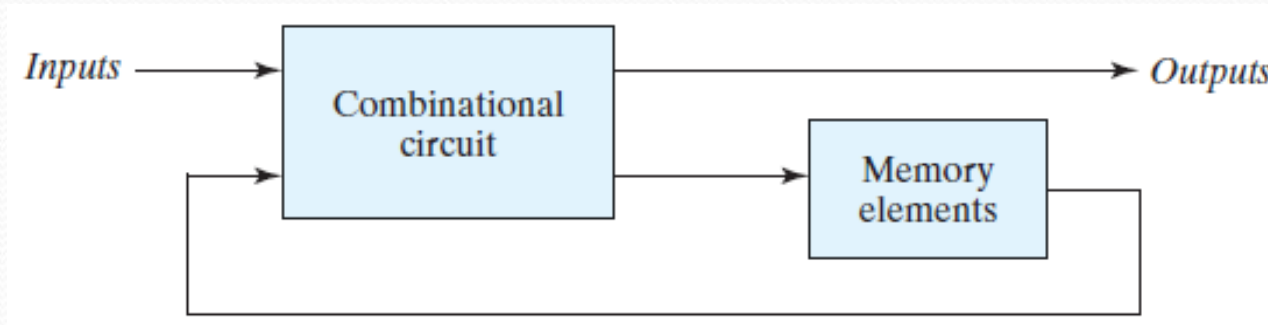 Inputs
Combinational
circuit
Outputs
Memory
elements